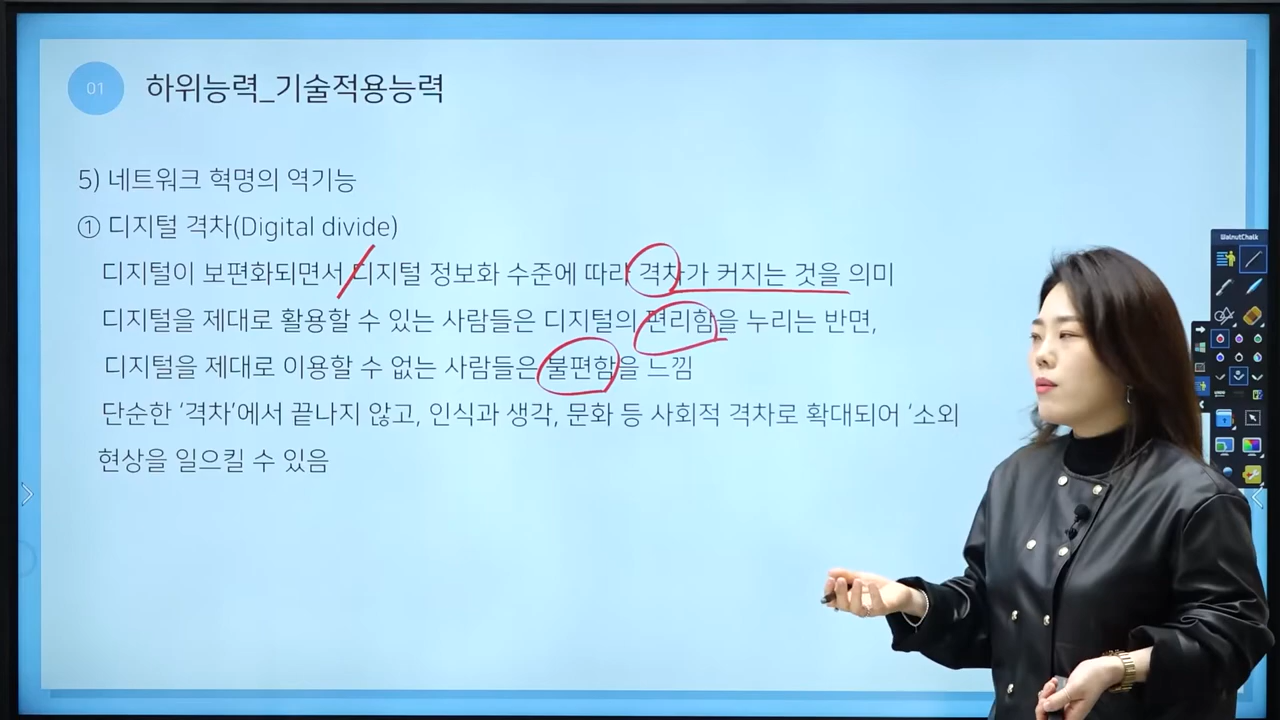 01
하위능력_기술적용능력
5) 네트워크 혁명의 역기능
① 디지털 격차(Digital divide)
디지털이 보편화되면서 디지털 정보화 수준에 따라 격차가 커지는 것을 의미
디지털을 제대로 활용할 수 있는 사람들은 디지털의 편리함을 누리는 반면,
디지털을 제대로 이용할 수 없는 사람들은 불편함을 느낌
단순한 ‘격차’에서 끝나지 않고, 인식과 생각, 문화 등 사회적 격차로 확대되어 ‘소외
현상을 일으킬 수 있음
WalnutChalk